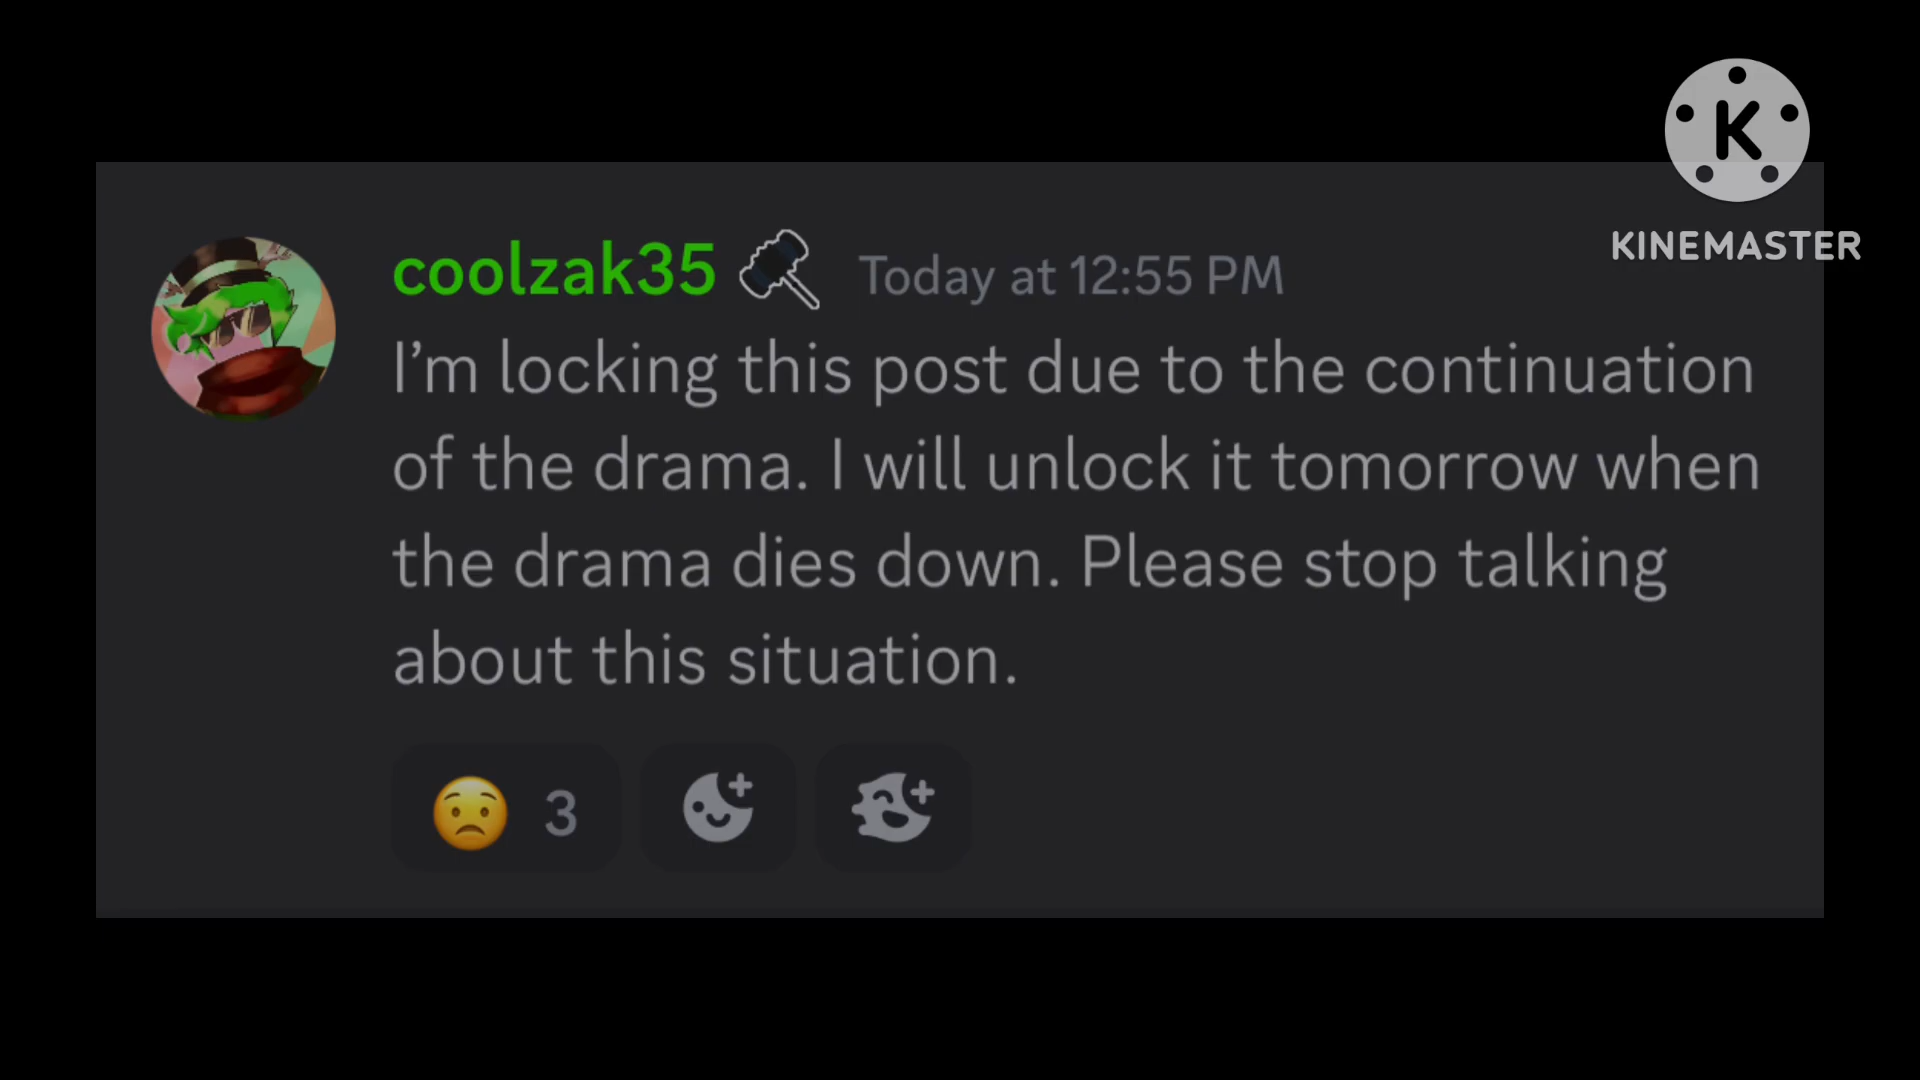 K
KINEMASTER
coolzak35 Today at 12:55 PM
I’m locking this post due to the continuation
of the drama. I will unlock it tomorrow when
the drama dies down. Please stop talking
about this situation.
3